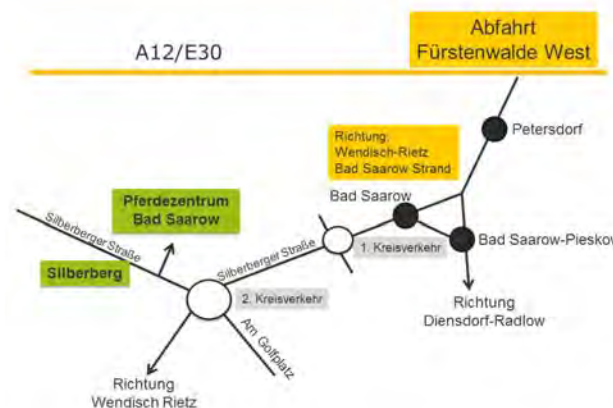 Abfahrt
Fürstenwalde West
A12/E30
Petersdorf
Richtung:
Wendisch-Rietz
Bad Saarow Strand
Bad Saarow
Pferdezentrum
Bad Saarow
Silberberger Straße
Silberberger Straße
1. Kreisverkehr
Bad Saarow-Pieskow
Silberberg
2. Kreisverkehr
Richtung
Diensdorf-Radlow
Am Golfplatz
Richtung
Wendisch Rietz